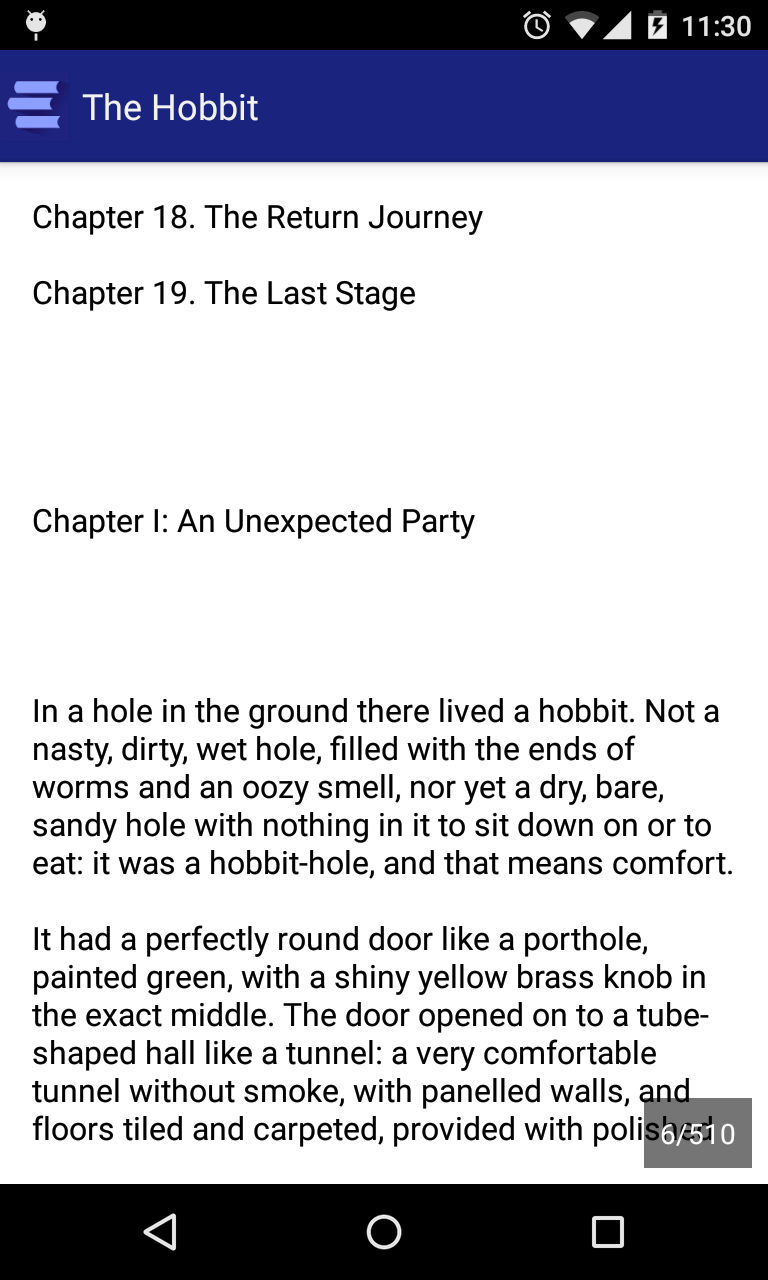 11:30
The Hobbit
Chapter 18. The Return Journey
Chapter 19. The Last Stage
Chapter I: An Unexpected Party
In a hole in the ground there lived a hobbit. Not a
nasty, dirty, wet hole, filled with the ends of
worms and an oozy smell, nor yet a dry, bare,
sandy hole with nothing in it to sit down on or to
eat: it was a hobbit-hole, and that means comfort.
It had a perfectly round door like a porthole,
painted green, with a shiny yellow brass knob in
the exact middle. The door opened on to a tube-
shaped hall like a tunnel: a very comfortable
tunnel without smoke, with panelled walls, and
floors tiled and carpeted, provided with polished
6/510